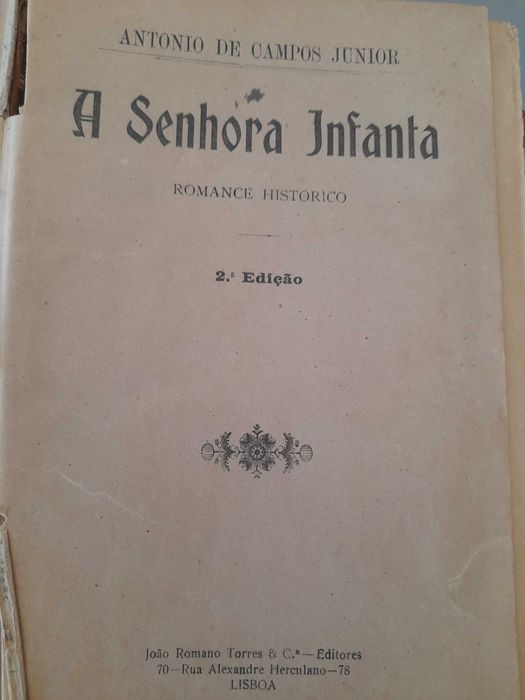 ANTONIO DE CAMPOS JUNIOR
A Senhora Infanta
ROMANCE HISTORICO
2.ª Edição
João Romano Torres & C.ª—Editores
70—Rua Alexandre Herculano—78
LISBOA